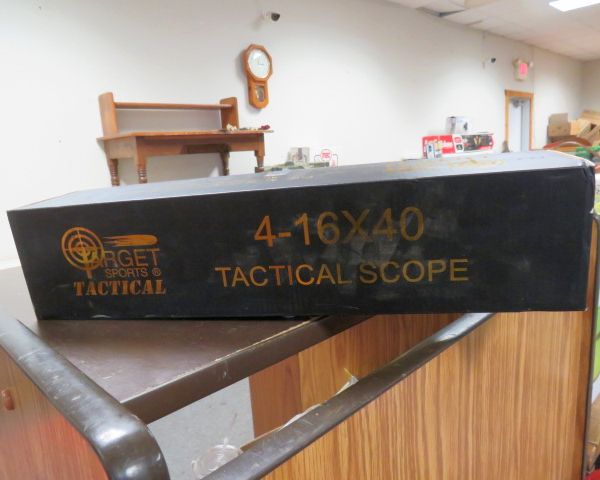 TARGET
SPORTS ®
TACTICAL
4-16X40
TACTICAL SCOPE